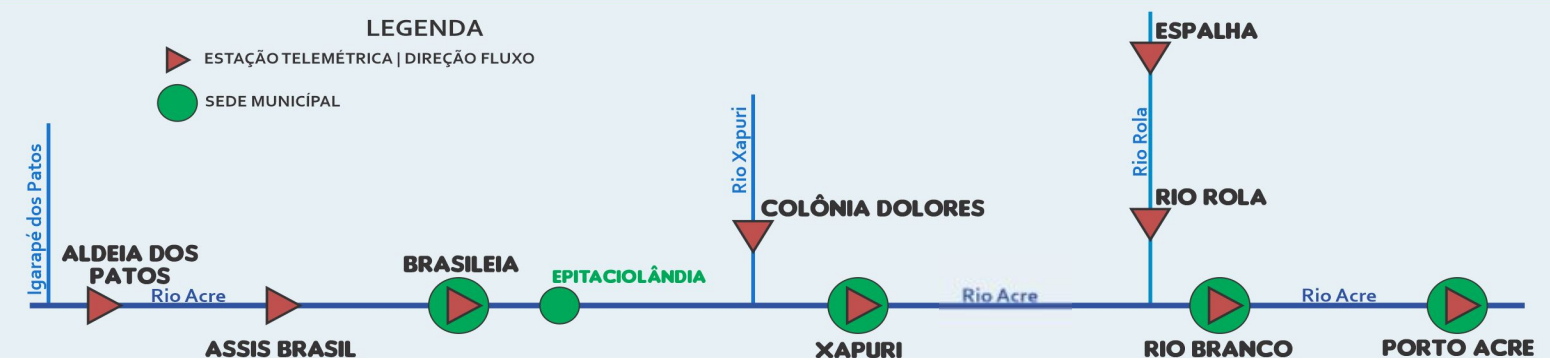 LEGENDA
ESTAÇÃO TELEMÉTRICA | DIREÇÃO FLUXO
SEDE MUNICÍPAL
Igarapé dos Patos
ALDEIA DOS
PATOS
Rio Acre
ASSIS BRASIL
BRASILEIA
EPITACIOLÂNDIA
Rio Xapuri
COLÔNIA DOLORES
XAPURI
Rio Acre
ESPALHA
Rio Rola
RIO ROLA
RIO BRANCO
Rio Acre
PORTO ACRE